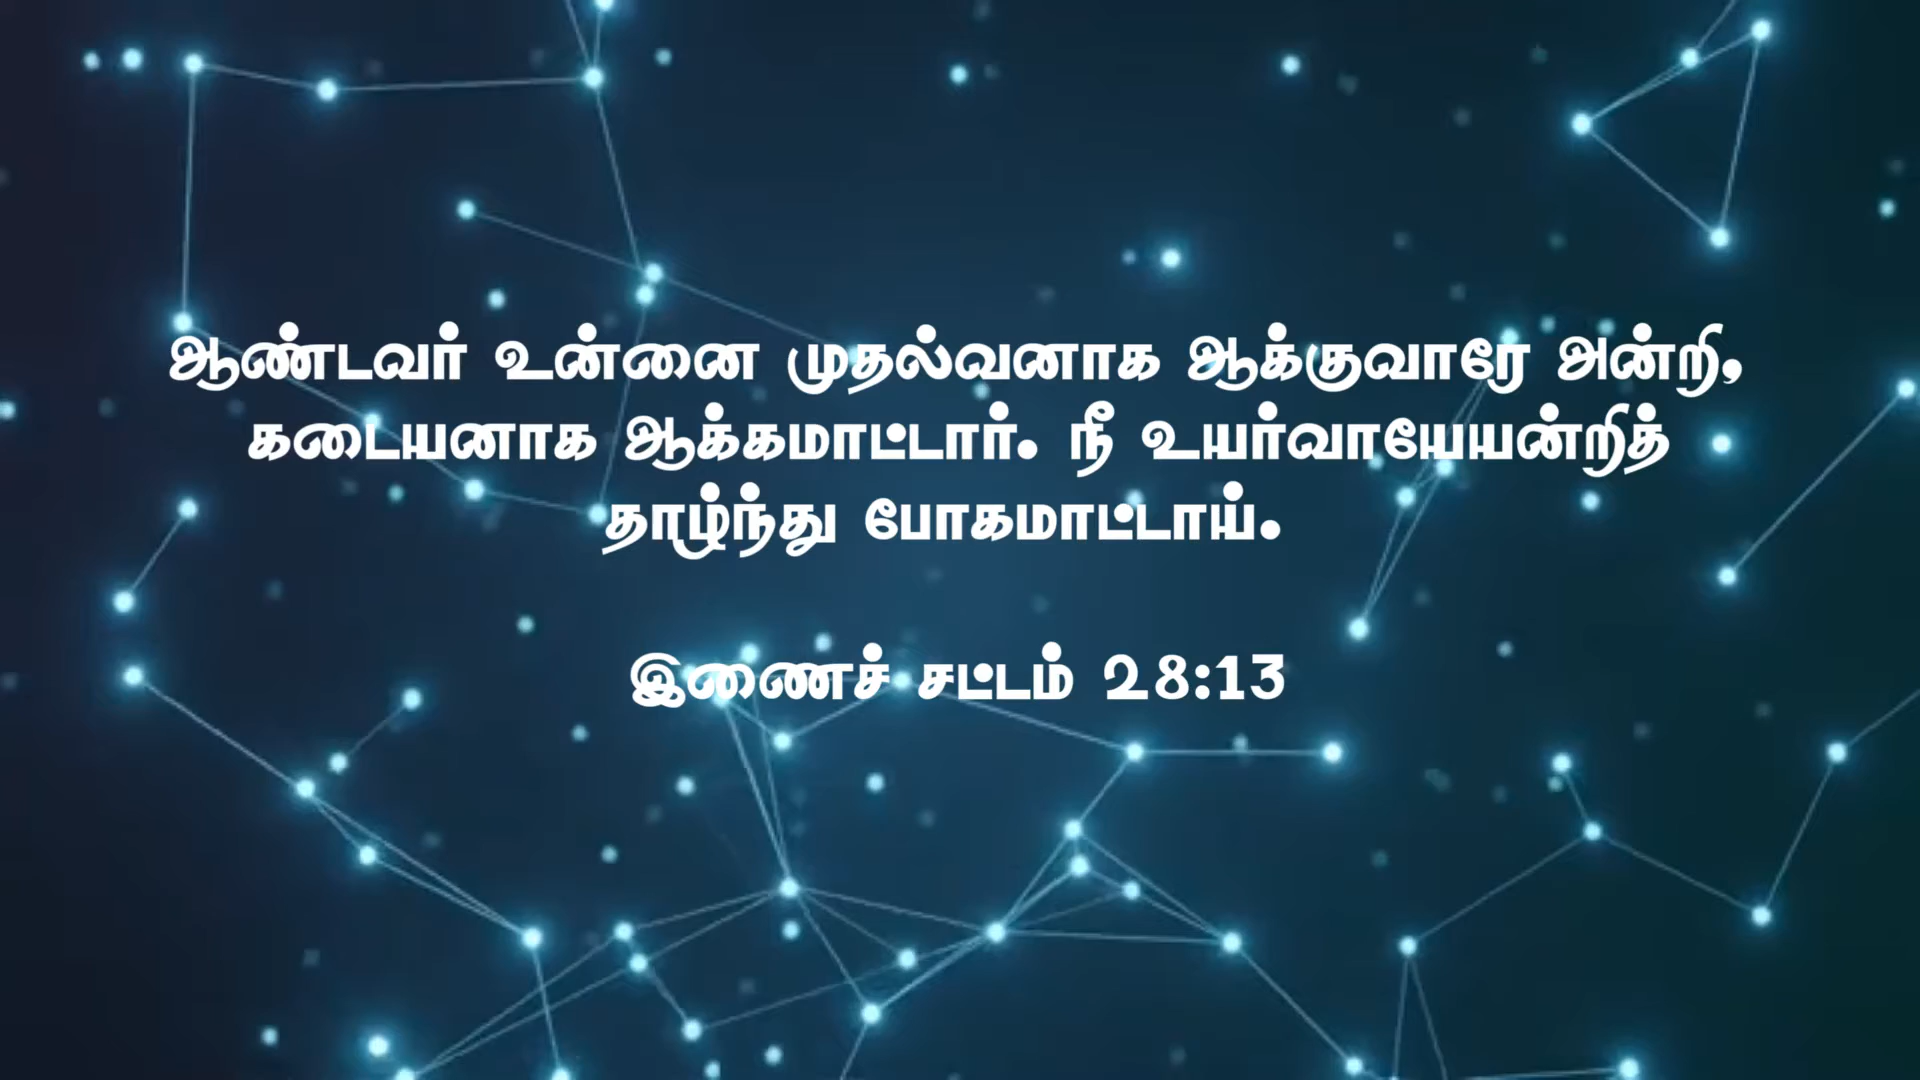 ஆண்டவர் உன்னை முதல்வனாக ஆக்குவாரே அன்றி,
கடையனாக ஆக்கமாட்டார். நீ உயர்வாயேயன்றித்
தாழ்ந்து போகமாட்டாய்.
இணைச் சட்டம் 28:13